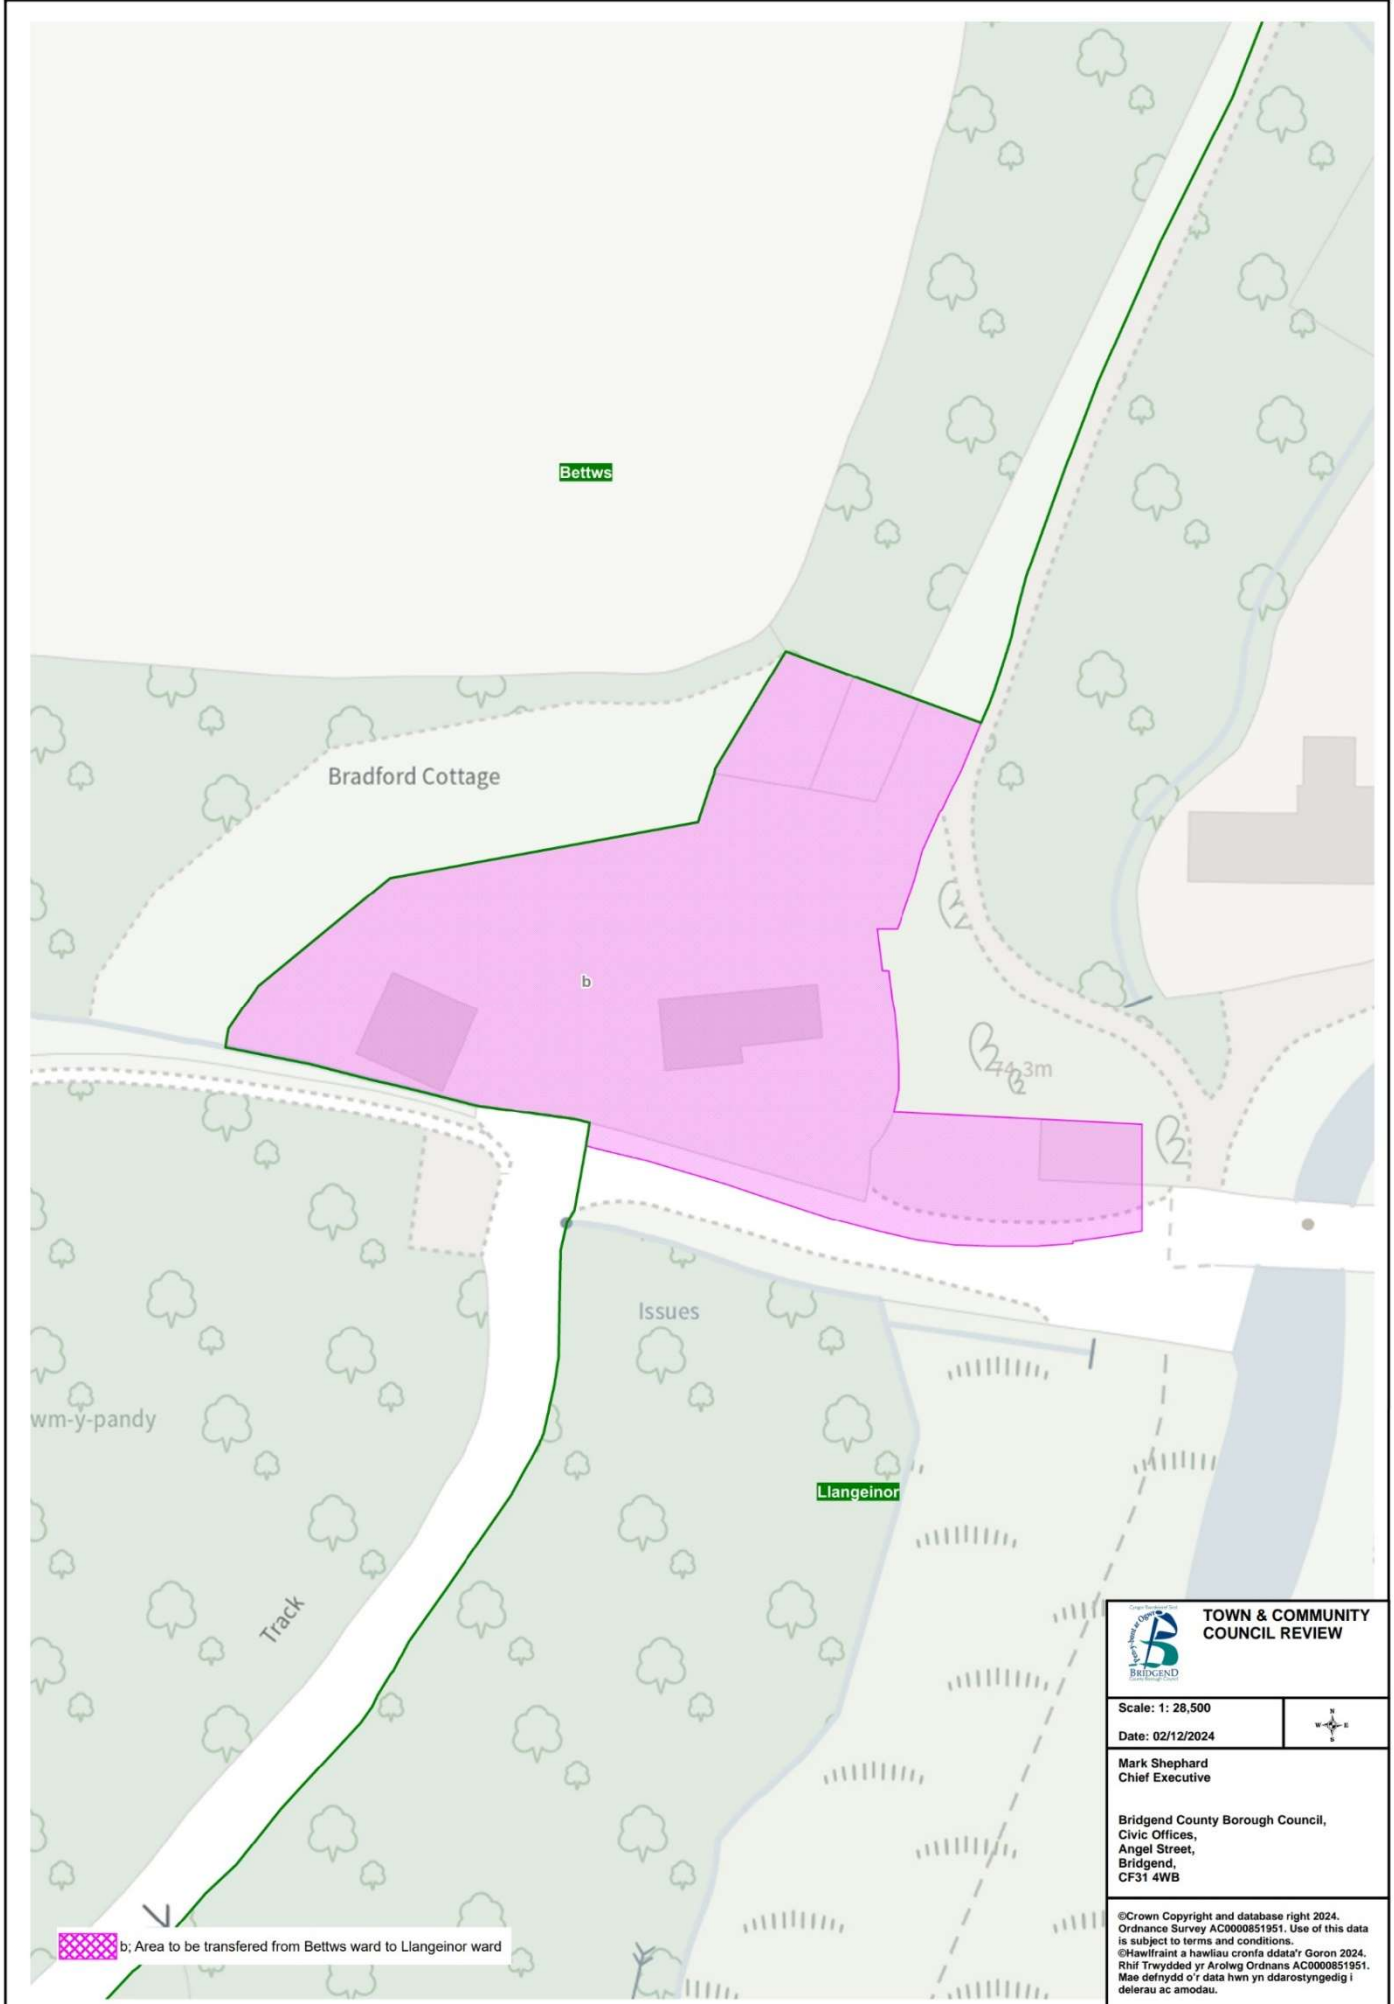 Bettws
Bradford Cottage
b
74.3m
Issues
wm-y-pandy
Llangeinor
Track
b; Area to be transfered from Bettws ward to Llangeinor ward
BRIDGEND
County Borough Council
TOWN & COMMUNITY
COUNCIL REVIEW
Scale: 1: 28,500
Date: 02/12/2024
N
W E
S
Mark Shephard
Chief Executive
Bridgend County Borough Council,
Civic Offices,
Angel Street,
Bridgend,
CF31 4WB
©Crown Copyright and database right 2024.
Ordnance Survey AC0000851951. Use of this data
is subject to terms and conditions.
©Hawlfraint a hawliau cronfa ddata'r Goron 2024.
Rhif Trwydded yr Arolwg Ordnans AC0000851951.
Mae defnydd o'r data hwn yn ddarostyngedig i
delerau ac amodau.